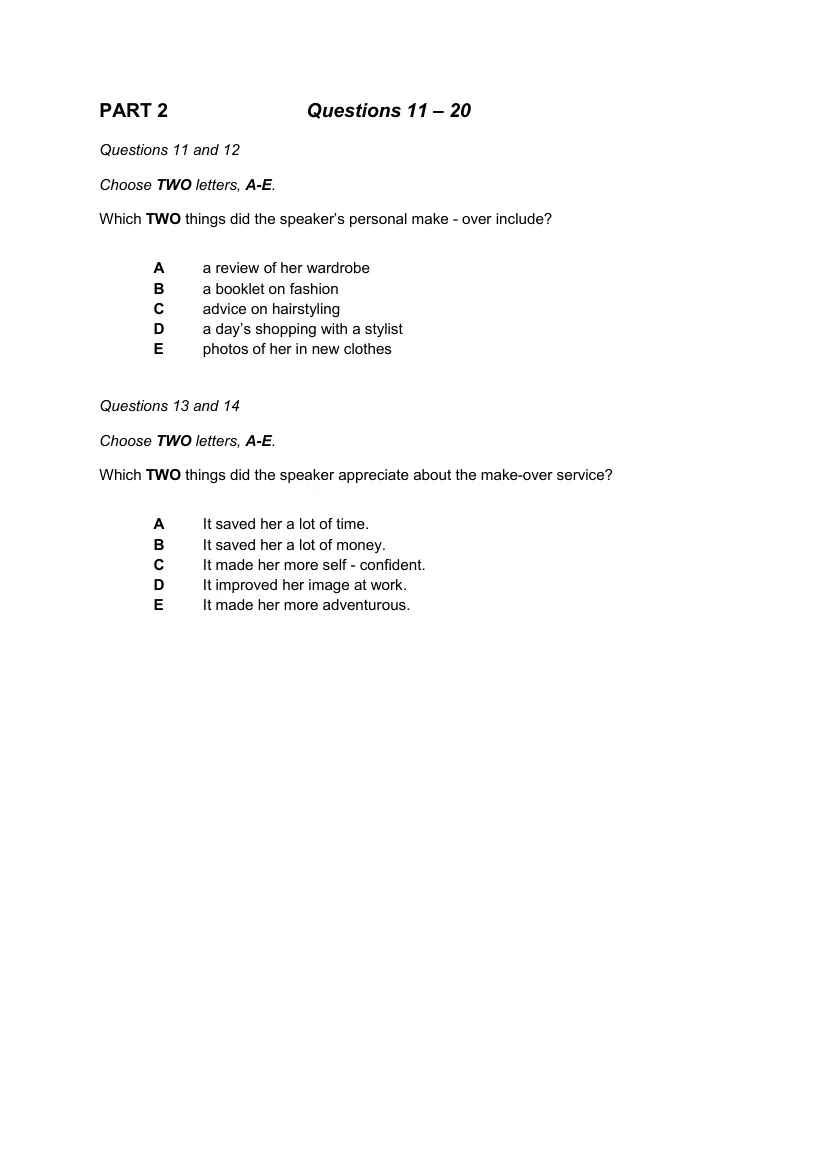 PART 2 Questions 11 – 20
Questions 11 and 12
Choose TWO letters, A-E.
Which TWO things did the speaker’s personal make - over include?
A a review of her wardrobe
B a booklet on fashion
C advice on hairstyling
D a day’s shopping with a stylist
E photos of her in new clothes
Questions 13 and 14
Choose TWO letters, A-E.
Which TWO things did the speaker appreciate about the make-over service?
A It saved her a lot of time.
B It saved her a lot of money.
C It made her more self - confident.
D It improved her image at work.
E It made her more adventurous.